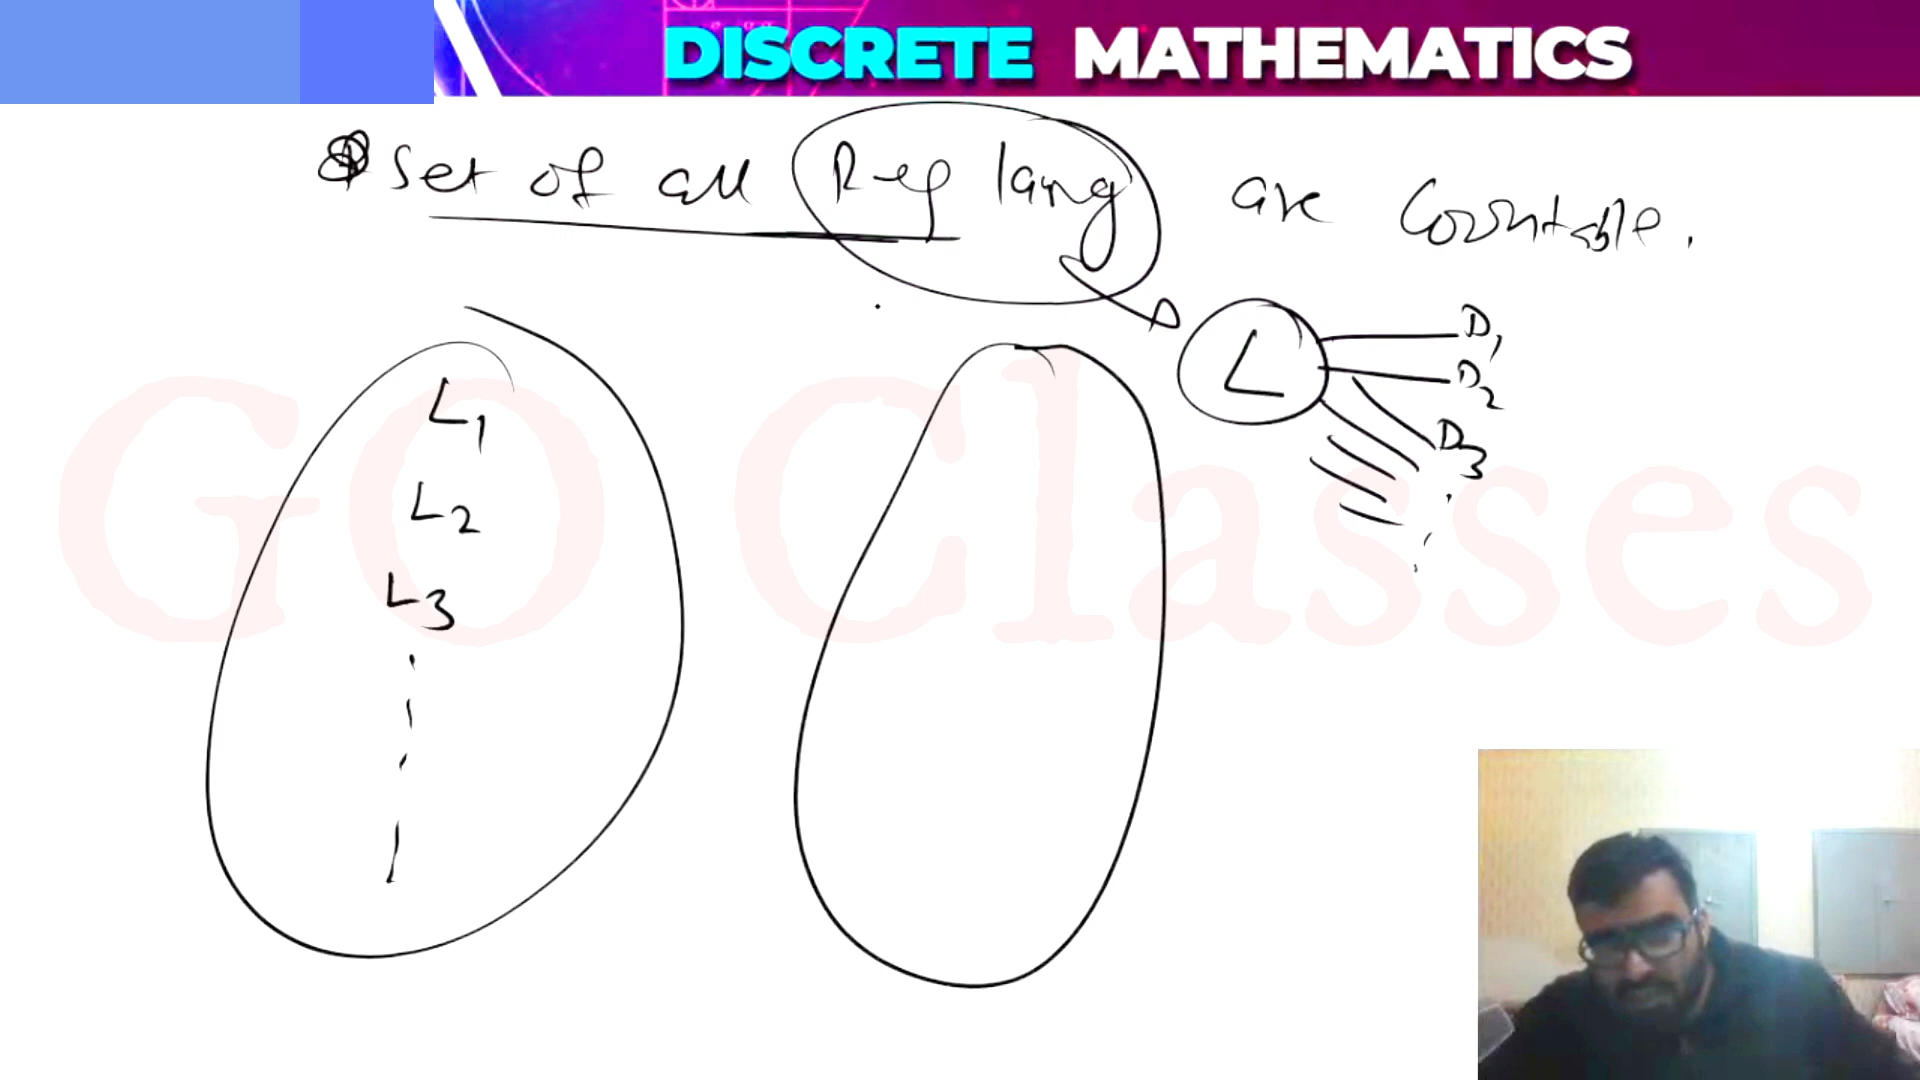 DISCRETE MATHEMATICS
Set of all Reg lang are Countable.
L D1
D2
D3
L1
L2
L3
GO Classes